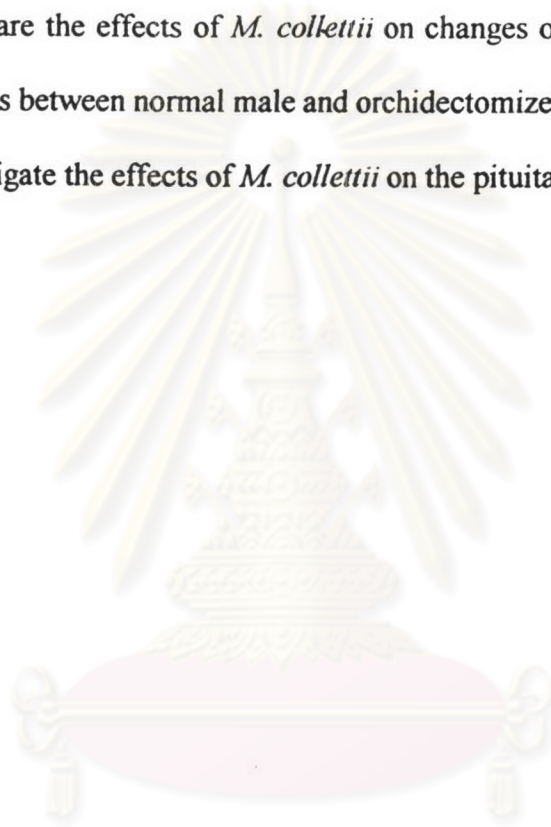 are the effects of M. collettii on changes o
s between normal male and orchidectomize
igate the effects of M. collettii on the pituita